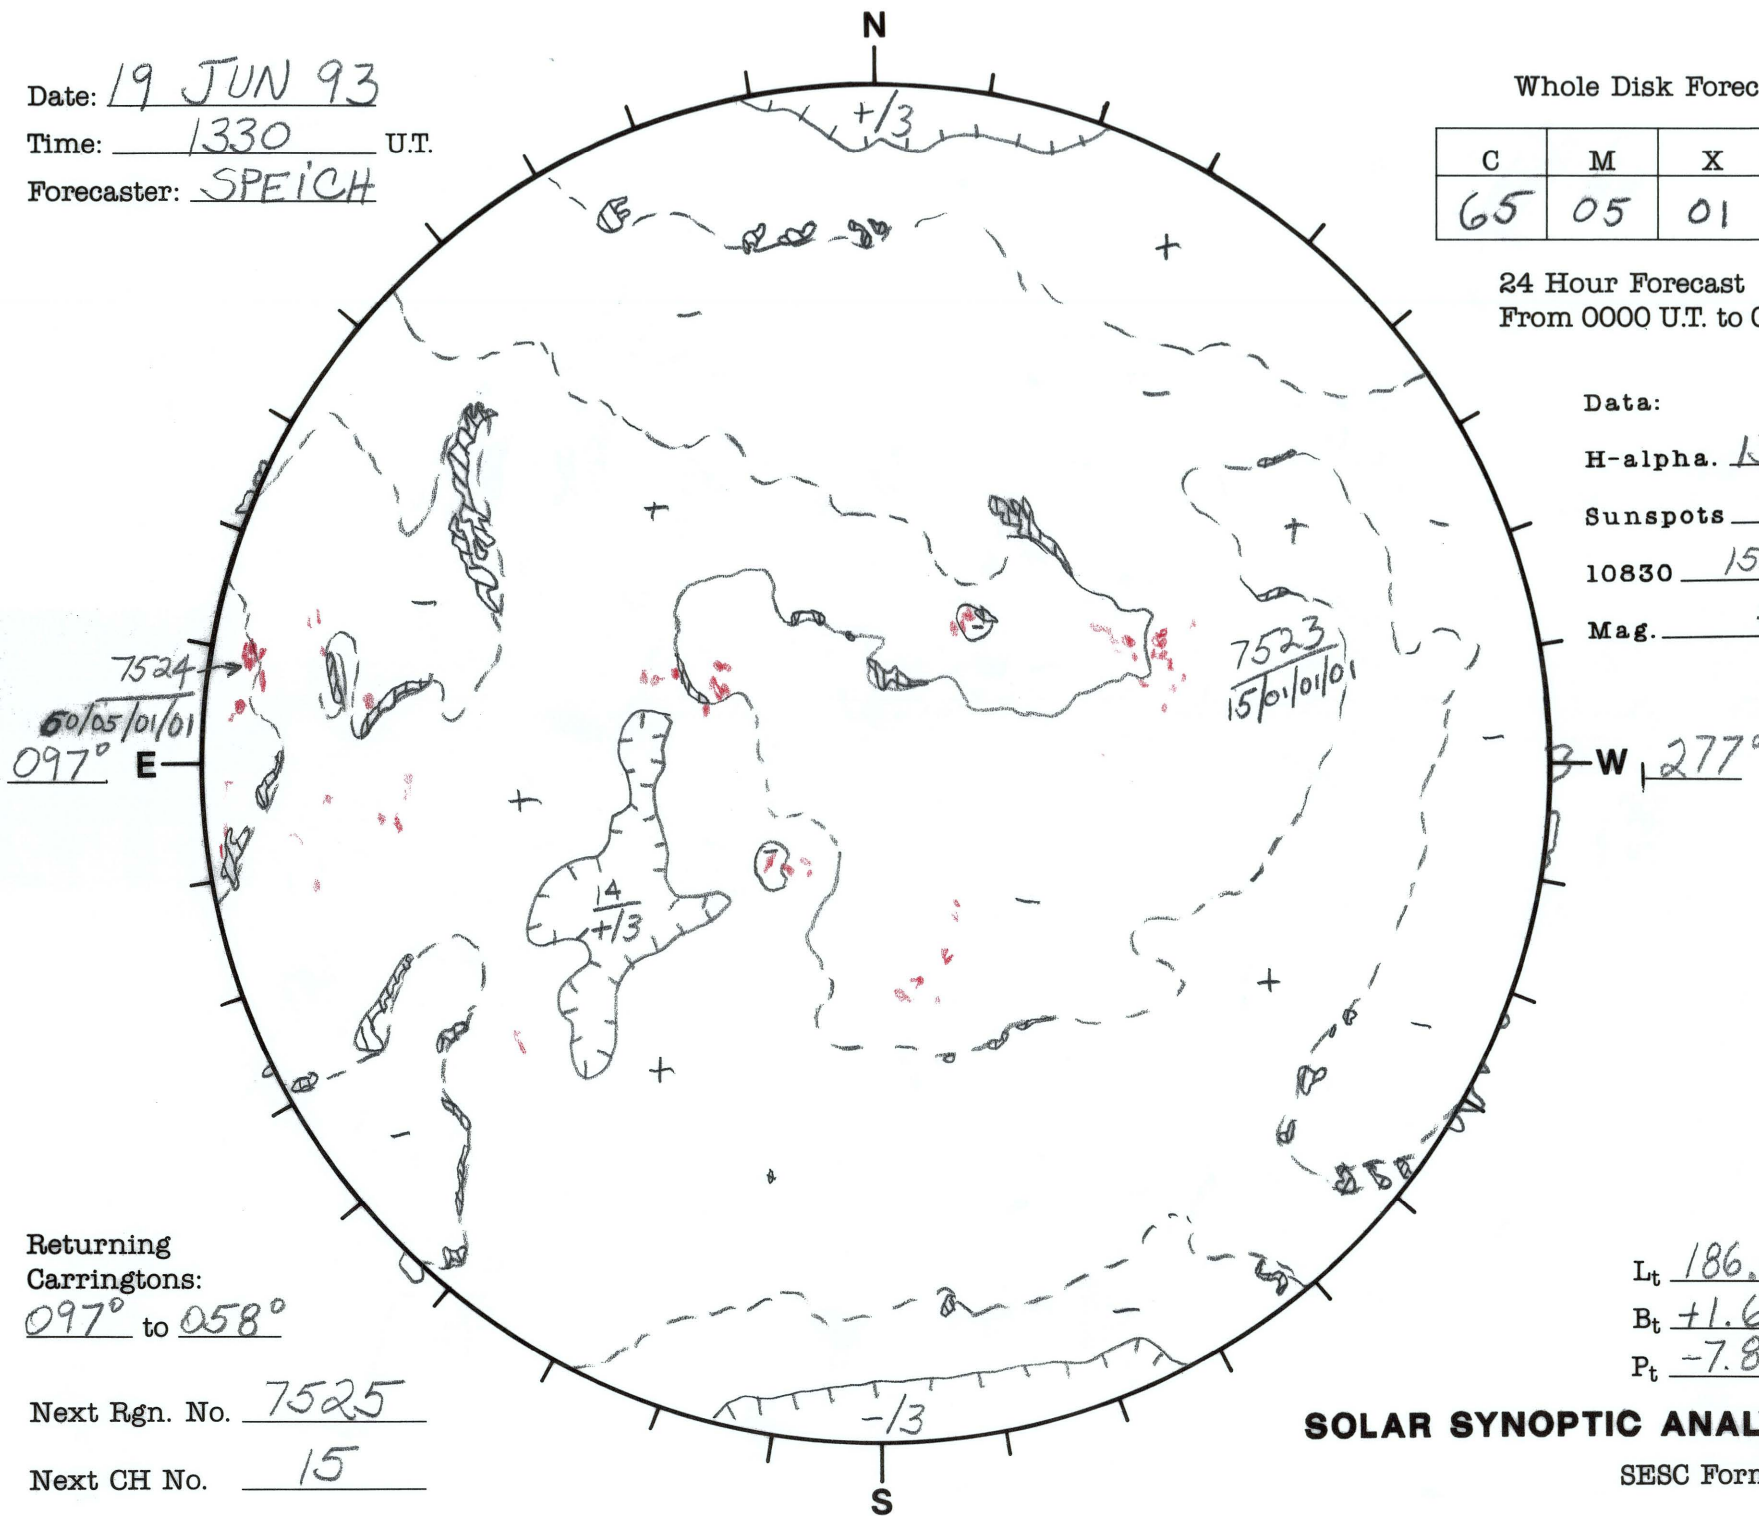 N
Date: 19 JUN 93
Time: 1330 U.T.
Forecaster: SPEICH
+/3
Whole Disk Forec
C M X
65 05 01
24 Hour Forecast
From 0000 U.T. to
+
-
-
Data:
H-alpha.
Sunspots
10830 15
Mag.
+
+
-
-
-
7524
60/05/01/01
7523
15/01/01/01
097° E
W 277°
-
+
14
+/3
-
-
+
-
+
-
Returning
Carringtons:
097° to 058°
Next Rgn. No. 7525
Next CH No. 15
-
-/3
Lt 186.
Bt +1.6
Pt -7.8
SOLAR SYNOPTIC ANAL
SESC Form
S